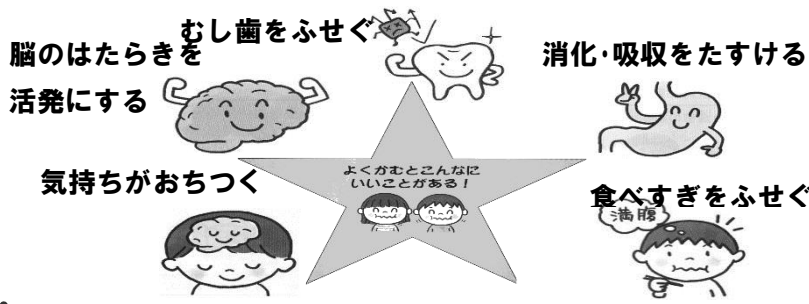 むし歯をふせぐ
脳のはたらきを
活発にする
消化･吸収をたすける
気持ちがおちつく
よくかむとこんなに
いいことがある！
食べすぎをふせぐ
満腹